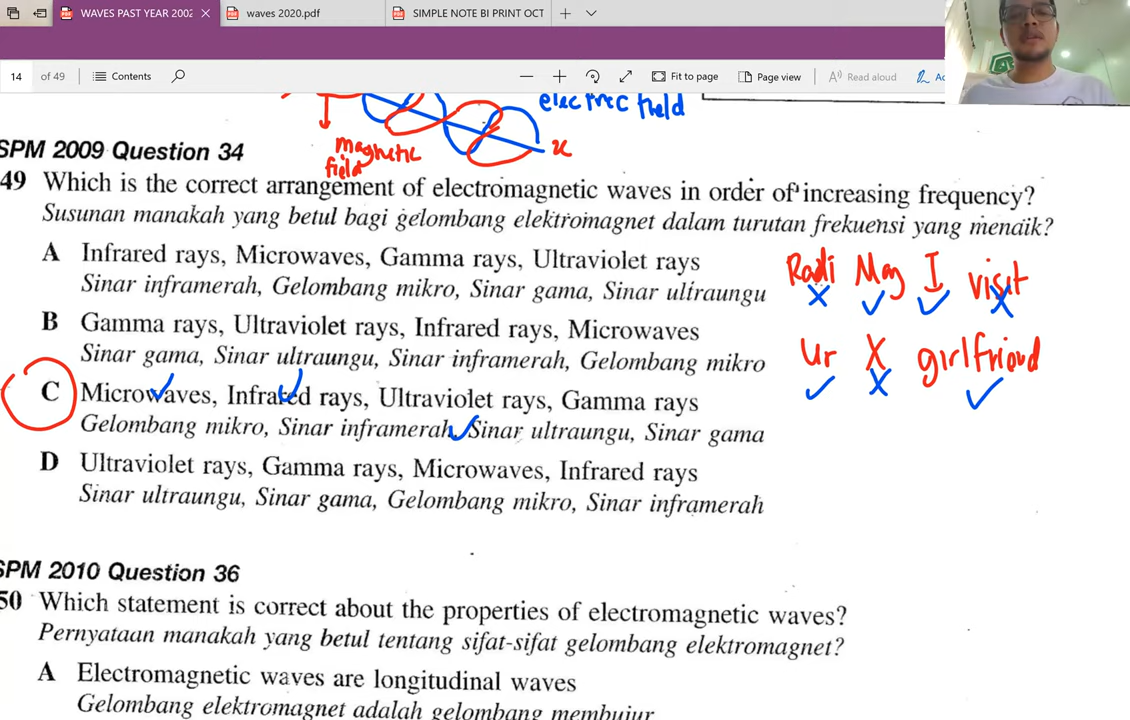 WAVES PAST YEAR 2002
waves 2020.pdf
SIMPLE NOTE BI PRINT OCT
14 of 49 Contents Fit to page Page view Read aloud
electric field
magnetic
field
x
SPM 2009 Question 34
49 Which is the correct arrangement of electromagnetic waves in order of increasing frequency?
Susunan manakah yang betul bagi gelombang elektromagnet dalam turutan frekuensi yang menaik?
A Infrared rays, Microwaves, Gamma rays, Ultraviolet rays
Sinar inframerah, Gelombang mikro, Sinar gama, Sinar ultraungu
B Gamma rays, Ultraviolet rays, Infrared rays, Microwaves
Sinar gama, Sinar ultraungu, Sinar inframerah, Gelombang mikro
C Microwaves, Infrared rays, Ultraviolet rays, Gamma rays
Gelombang mikro, Sinar inframerah, Sinar ultraungu, Sinar gama
D Ultraviolet rays, Gamma rays, Microwaves, Infrared rays
Sinar ultraungu, Sinar gama, Gelombang mikro, Sinar inframerah
Radi May I visit
ur X girlfriend
SPM 2010 Question 36
50 Which statement is correct about the properties of electromagnetic waves?
Pernyataan manakah yang betul tentang sifat-sifat gelombang elektromagnet?
A Electromagnetic waves are longitudinal waves
Gelombang elektromagnet adalah gelombang membujur